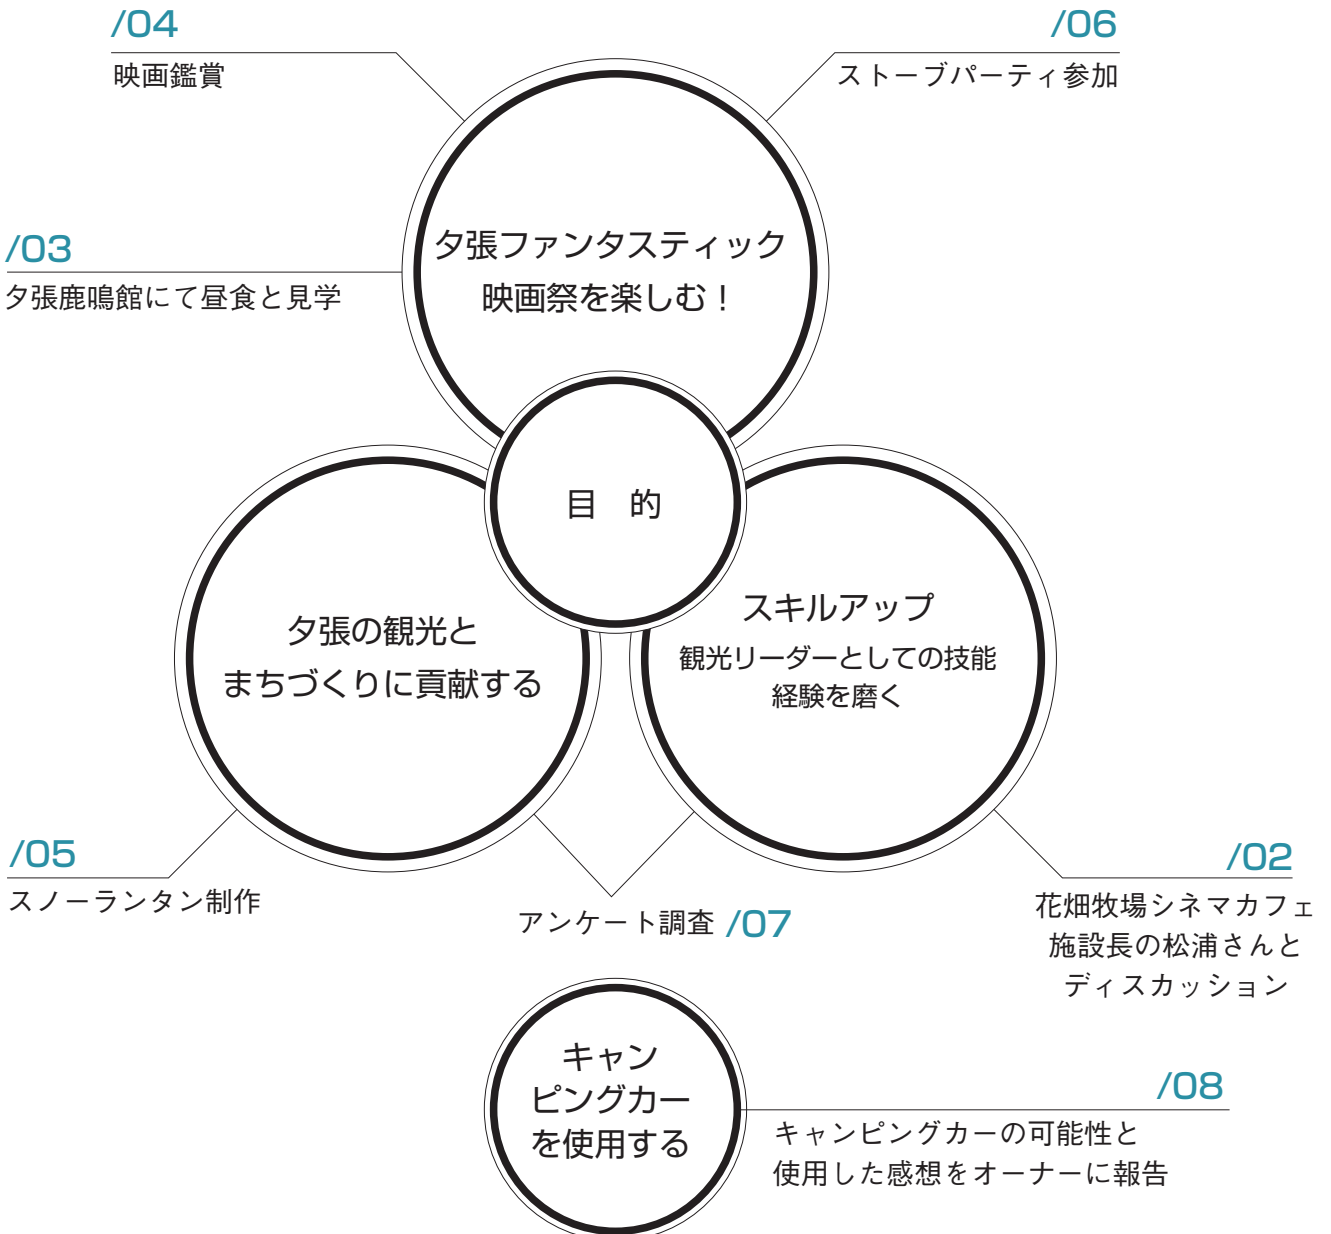 /04
映画鑑賞
/06
ストーブパーティ参加
/03
夕張鹿鳴館にて昼食と見学
夕張ファンタスティック
映画祭を楽しむ！
目　的
夕張の観光と
まちづくりに貢献する
スキルアップ
観光リーダーとしての技能
経験を磨く
/05
スノーランタン制作
アンケート調査 /07
/02
花畑牧場シネマカフェ
施設長の松浦さんと
ディスカッション
キャン
ピングカー
を使用する
/08
キャンピングカーの可能性と
使用した感想をオーナーに報告